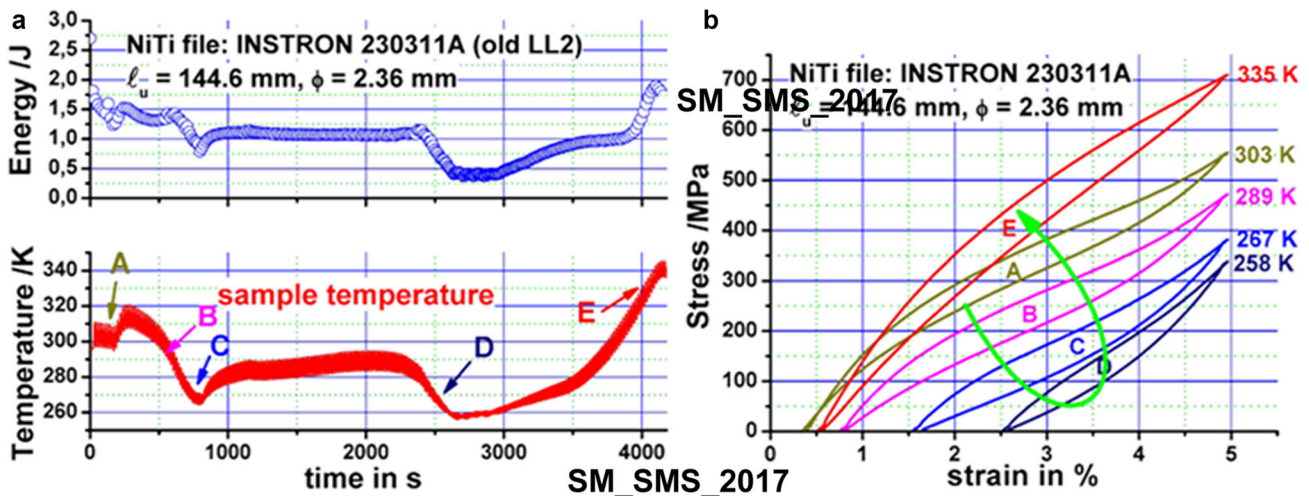 a
Energy /J
3,0
2,5
2,0
1,5
1,0
0,5
0,0
NiTi file: INSTRON 230311A (old LL2)
ℓu = 144.6 mm, ϕ = 2.36 mm
Temperature /K
340
320
300
280
260
A
B
C
D
E
sample temperature
0
1000
2000
3000
4000
time in s
b
Stress /MPa
700
600
500
400
300
200
100
0
NiTi file: INSTRON 230311A
ℓu = 144.6 mm, ϕ = 2.36 mm
SM_SMS_2017
335 K
303 K
289 K
267 K
258 K
E
A
B
C
D
0
1
2
3
4
5
strain in %
SM_SMS_2017